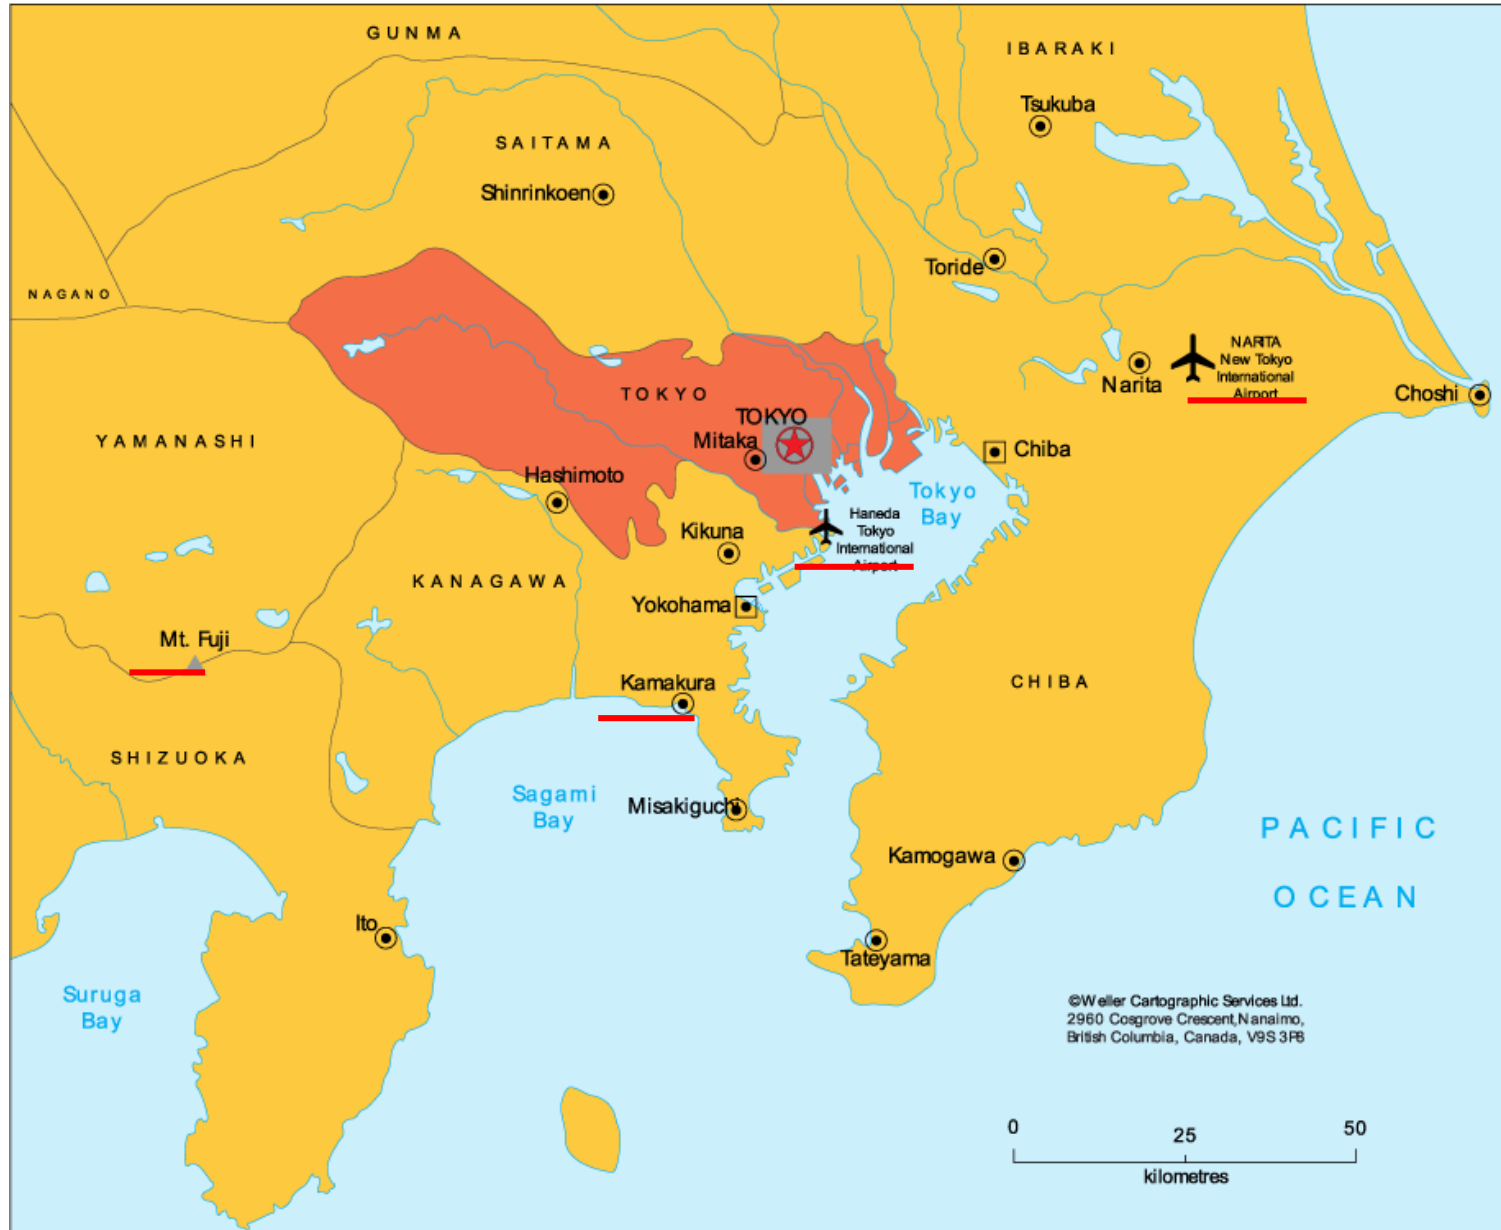 GUNMA
IBARAKI
Tsukuba
SAITAMA
Shinrinkoen
Toride
NAGANO
NARITA
New Tokyo
International
Airport
Narita
Choshi
TOKYO
TOKYO
Mitaka
YAMANASHI
Chiba
Hashimoto
Tokyo
Bay
Haneda
Tokyo
International
Airport
Kikuna
KANAGAWA
Yokohama
Mt. Fuji
Kamakura
CHIBA
SHIZUOKA
Sagami
Bay
Misakiguchi
PACIFIC
OCEAN
Kamogawa
Ito
Tateyama
Suruga
Bay
©Weller Cartographic Services Ltd.
2960 Cosgrove Crescent,Nanaimo,
British Columbia, Canada, V9S 3P6
0 25 50
kilometres